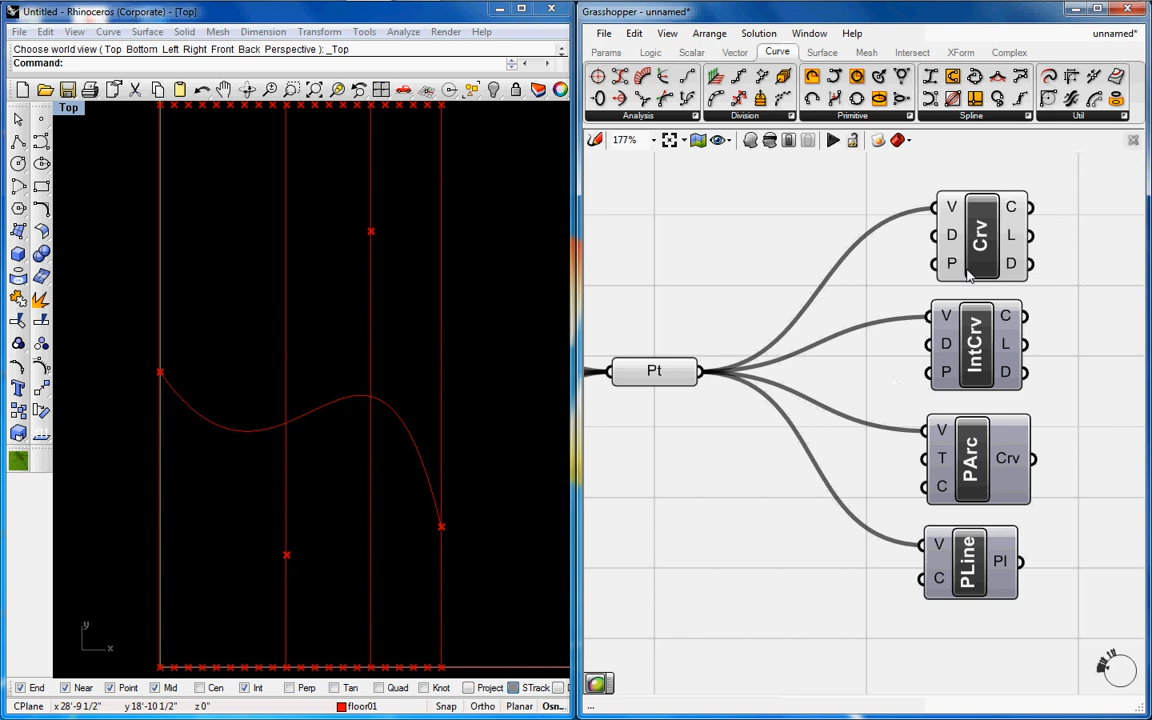 Untitled - Rhinoceros (Corporate) - [Top]
File Edit View Curve Surface Solid Mesh Dimension Transform Tools Analyze Render Help
Choose world view ( Top Bottom Left Right Front Back Perspective ): _Top
Command:
Top
y
x
End Near Point Mid Cen Int Perp Tan Quad Knot Project STrack D
CPlane x 28'-9 1/2" y 18'-10 1/2" z 0" floor01 Snap Ortho Planar Osn...
Grasshopper - unnamed*
File Edit View Arrange Solution Window Help unnamed*
Params Logic Scalar Vector Curve Surface Mesh Intersect XForm Complex
Analysis Division Primitive Spline Util
177%
Pt
V D P Crv C L D
V D P IntCrv C L D
V T C PArc Crv
V C PLine Pl
...